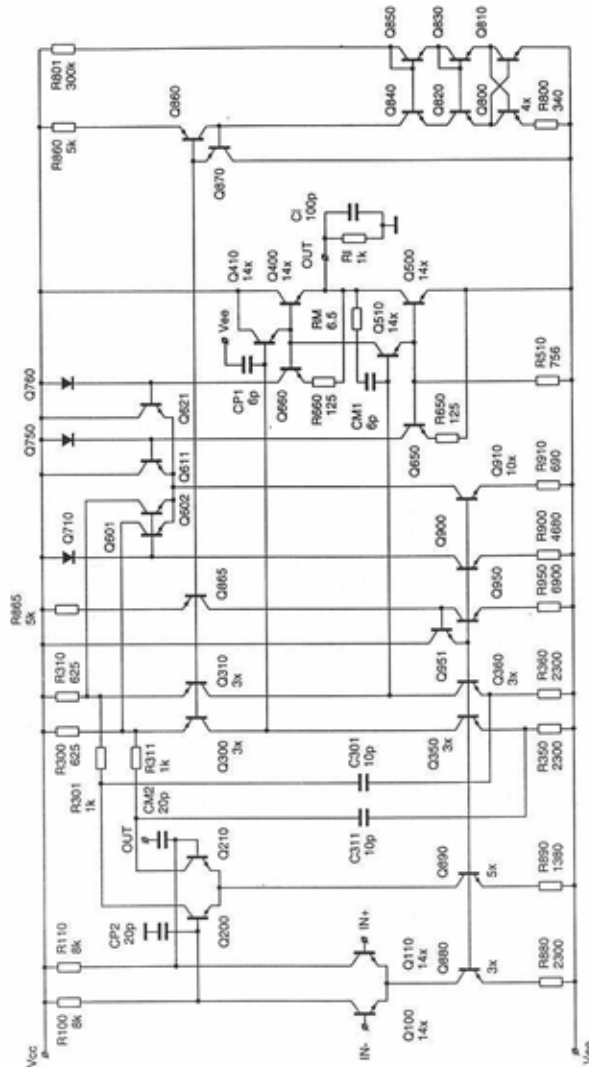 Vcc
R100
8k
R110
8k
IN-
Q100
14x
IN+
Q110
14x
CP2
20p
Q200
Q210
OUT
CM2
20p
R301
1k
R311
1k
R300
625
R310
625
Q300
3x
Q310
3x
C301
10p
C311
10p
Q880
3x
R880
2300
Q890
5x
R890
1380
Q350
3x
R350
2300
Q360
3x
R360
2300
R865
5k
Q865
Q951
Q950
R950
6900
Q710
Q601
Q602
Q900
R900
4680
Q910
10x
R910
690
Q750
Q611
Q760
Q621
Vee
CP1
6p
Q410
14x
Q400
14x
Q660
R660
125
RM
6.5
CM1
6p
Q510
14x
Q650
R650
125
Q500
14x
R510
756
OUT
RI
1k
CI
100p
R860
5k
Q860
Q870
R801
300k
Q850
Q840
Q830
Q820
Q810
Q800
4x
R800
340